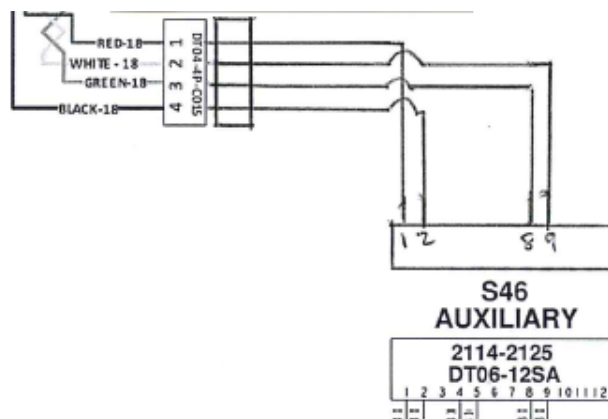 RED-18 1
WHITE - 18 2
GREEN-18 3
BLACK-18 4
DT04-4P-C015
1 2 8 9
S46
AUXILIARY
2114-2125
DT06-12SA
1 2 3 4 5 6 7 8 9 10 11 12